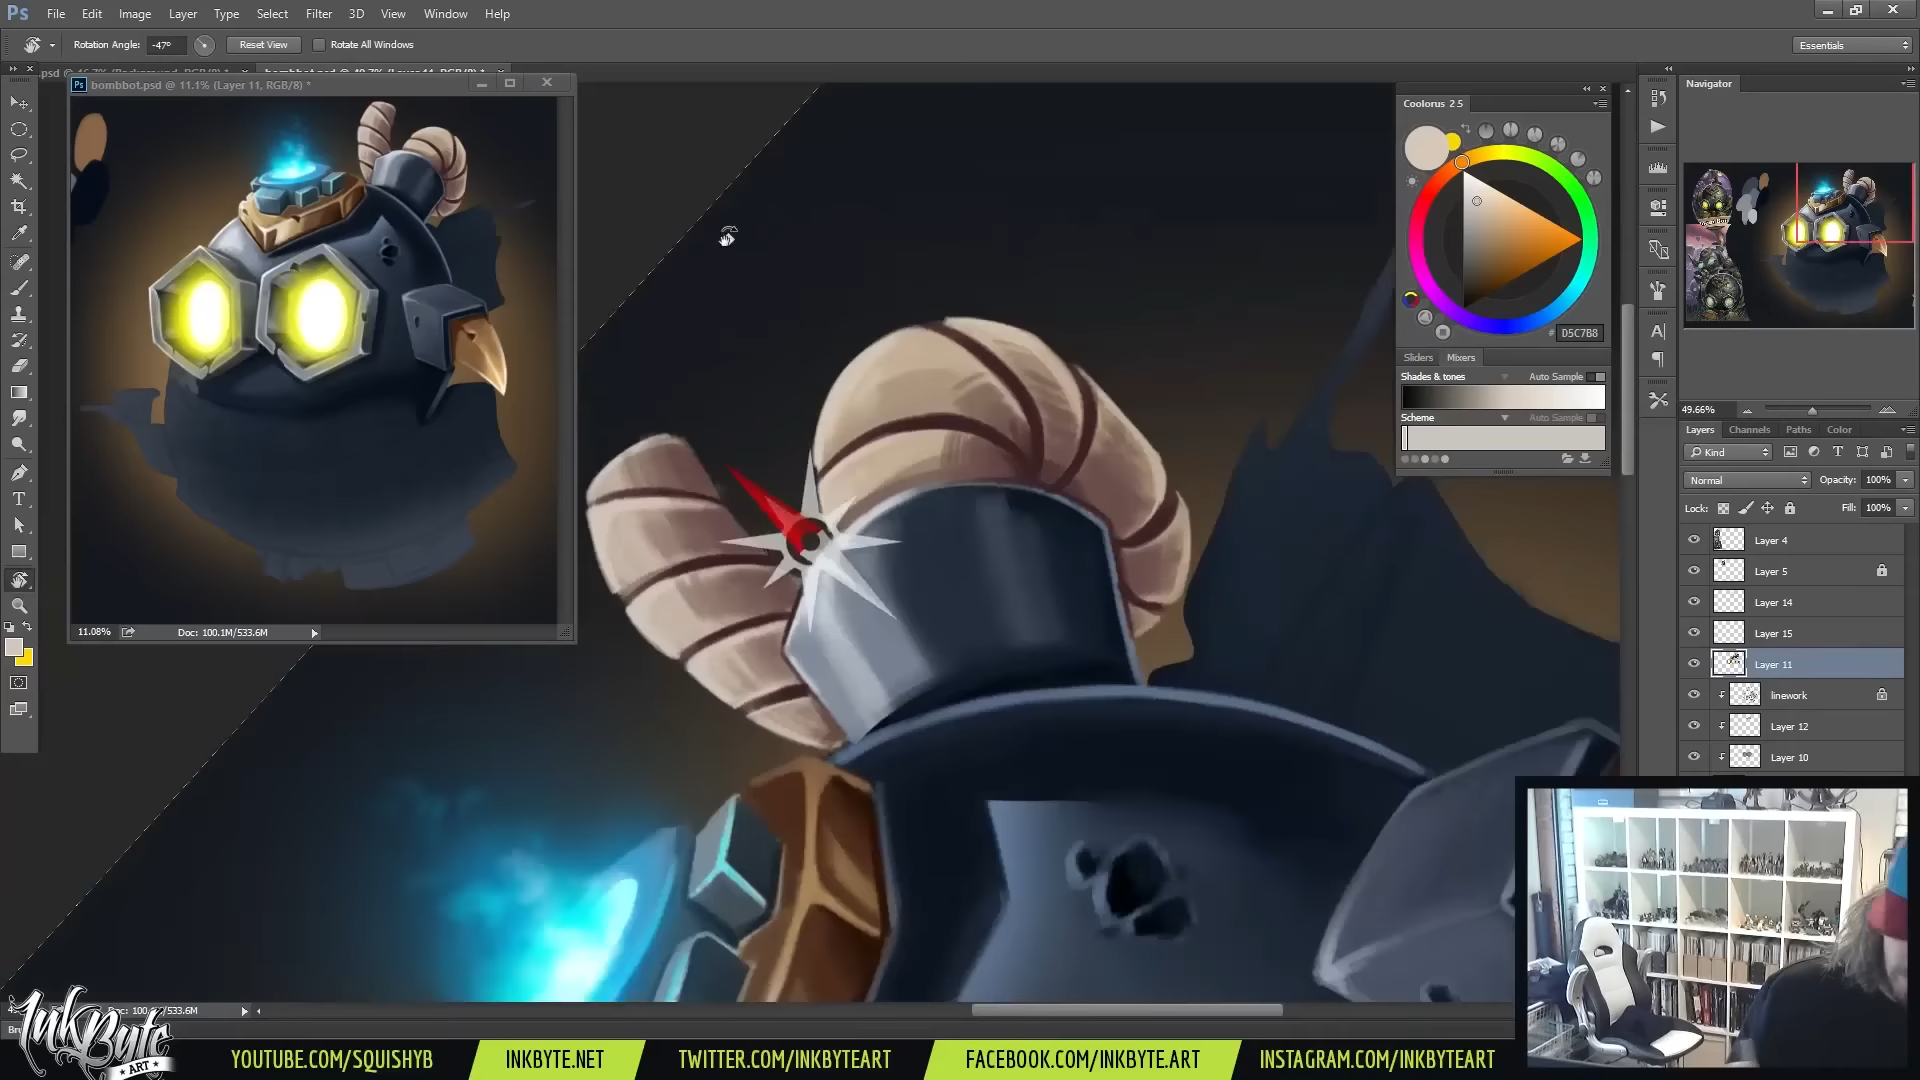 Ps File Edit Image Layer Type Select Filter 3D View Window Help
Rotation Angle: -47° Reset View Rotate All Windows Essentials
bombbot.psd @ 11.1% (Layer 11, RGB/8) *
Navigator
Coolorus 2.5
# D5C7B8
Sliders Mixers
Shades & tones Auto Sample
Scheme Auto Sample
49.66%
Layers Channels Paths Color
Kind
Normal Opacity: 100%
Lock: Fill: 100%
Layer 4
Layer 5
Layer 14
Layer 15
Layer 11
linework
Layer 12
Layer 10
11.08% Doc: 100.1M/533.6M
InkByte
ART
YOUTUBE.COM/SQUISHYB INKBYTE.NET TWITTER.COM/INKBYTEART FACEBOOK.COM/INKBYTE.ART INSTAGRAM.COM/INKBYTEART